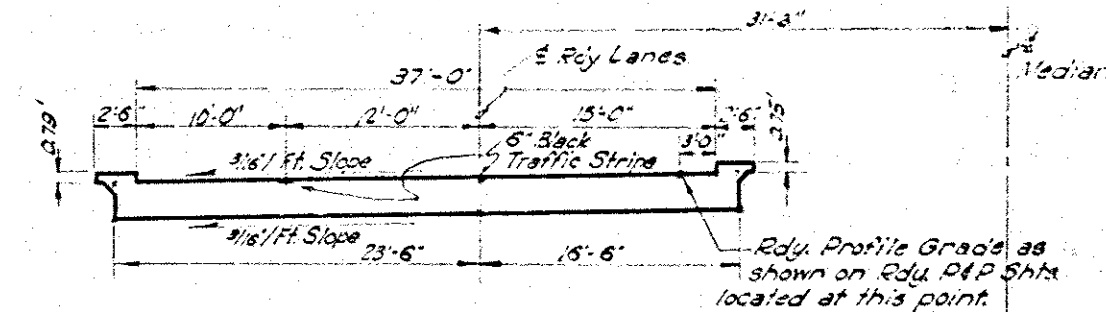 31'-3"
℄ Rdy Lanes
Median
37'-0"
2'-6" 10'-0" 12'-0" 15'-0" 2'-6"
0.79' 3'-0" 0.75'
6" Black
Traffic Stripe
3/16"/Ft. Slope
3/16"/Ft. Slope
23'-6" 16'-6"
Rdy. Profile Grade as
shown on Rdy. P&P Shts.
located at this point.